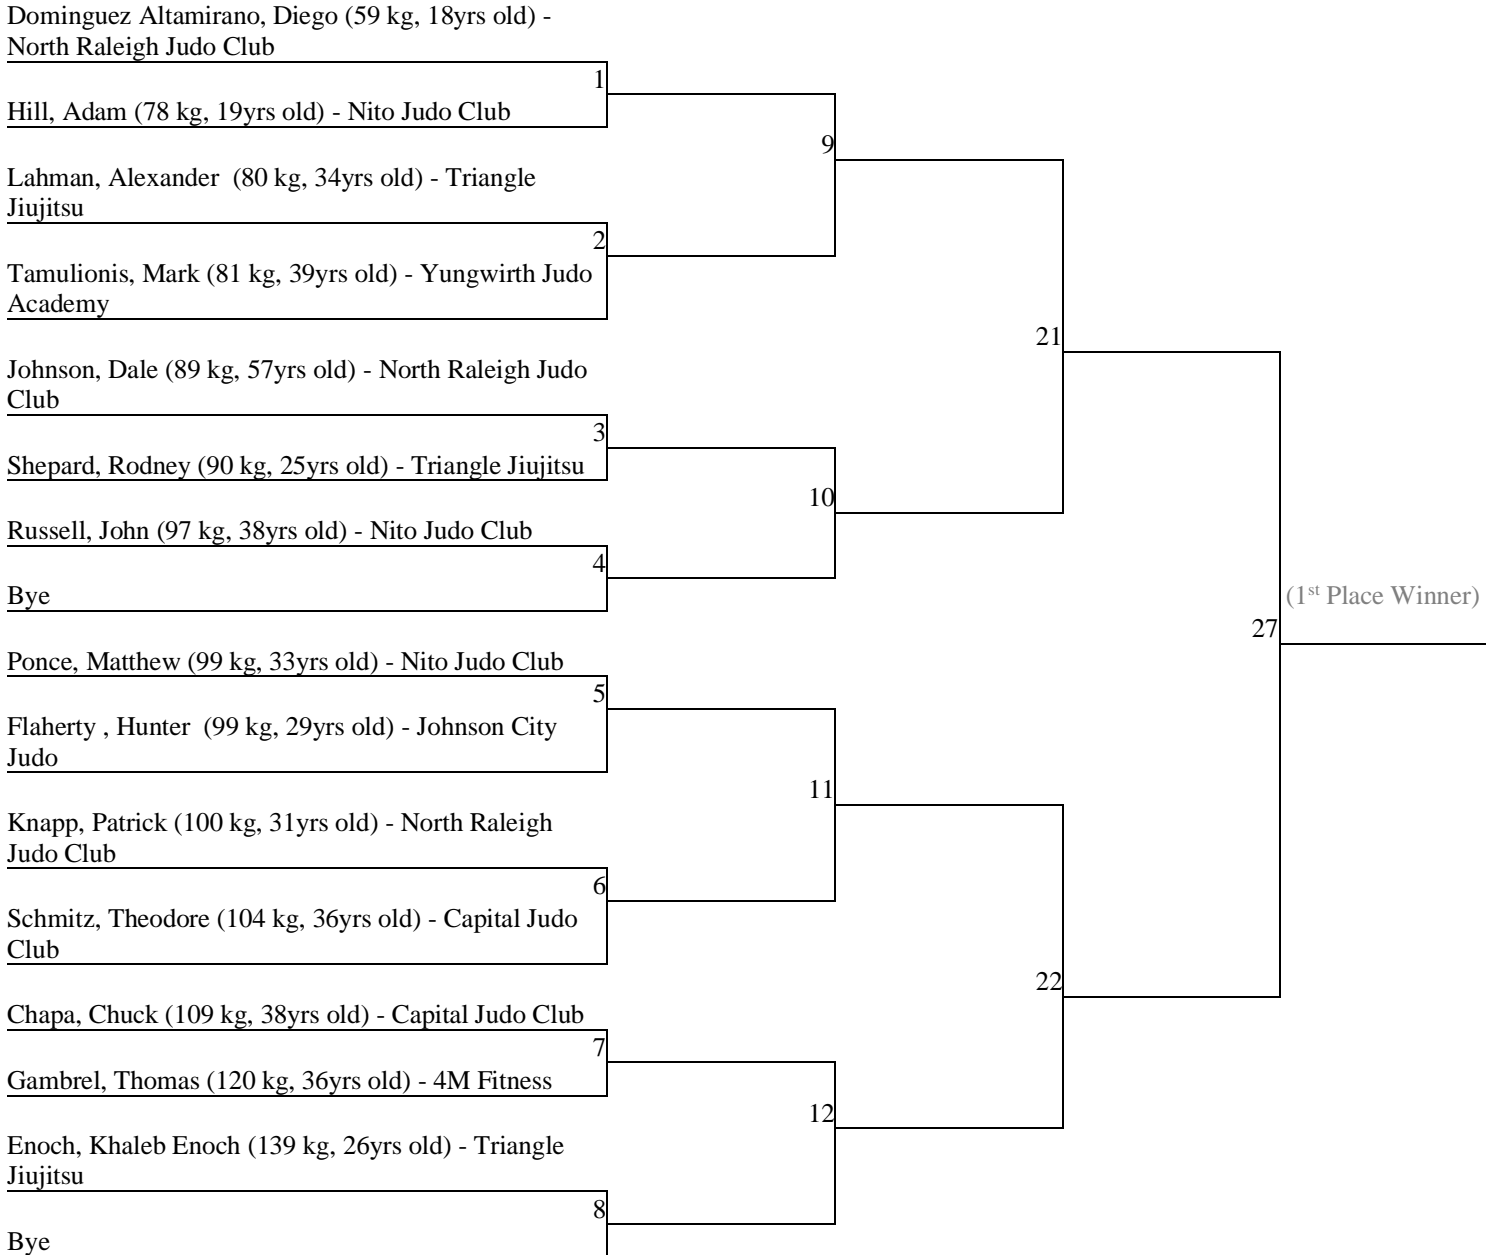 Dominguez Altamirano, Diego (59 kg, 18yrs old) -
North Raleigh Judo Club
1
Hill, Adam (78 kg, 19yrs old) - Nito Judo Club
9
Lahman, Alexander  (80 kg, 34yrs old) - Triangle
Jiujitsu
2
Tamulionis, Mark (81 kg, 39yrs old) - Yungwirth Judo
Academy
21
Johnson, Dale (89 kg, 57yrs old) - North Raleigh Judo
Club
3
Shepard, Rodney (90 kg, 25yrs old) - Triangle Jiujitsu
10
Russell, John (97 kg, 38yrs old) - Nito Judo Club
4
Bye
(1st Place Winner)
27
Ponce, Matthew (99 kg, 33yrs old) - Nito Judo Club
5
Flaherty , Hunter  (99 kg, 29yrs old) - Johnson City
Judo
11
Knapp, Patrick (100 kg, 31yrs old) - North Raleigh
Judo Club
6
Schmitz, Theodore (104 kg, 36yrs old) - Capital Judo
Club
22
Chapa, Chuck (109 kg, 38yrs old) - Capital Judo Club
7
Gambrel, Thomas (120 kg, 36yrs old) - 4M Fitness
12
Enoch, Khaleb Enoch (139 kg, 26yrs old) - Triangle
Jiujitsu
8
Bye